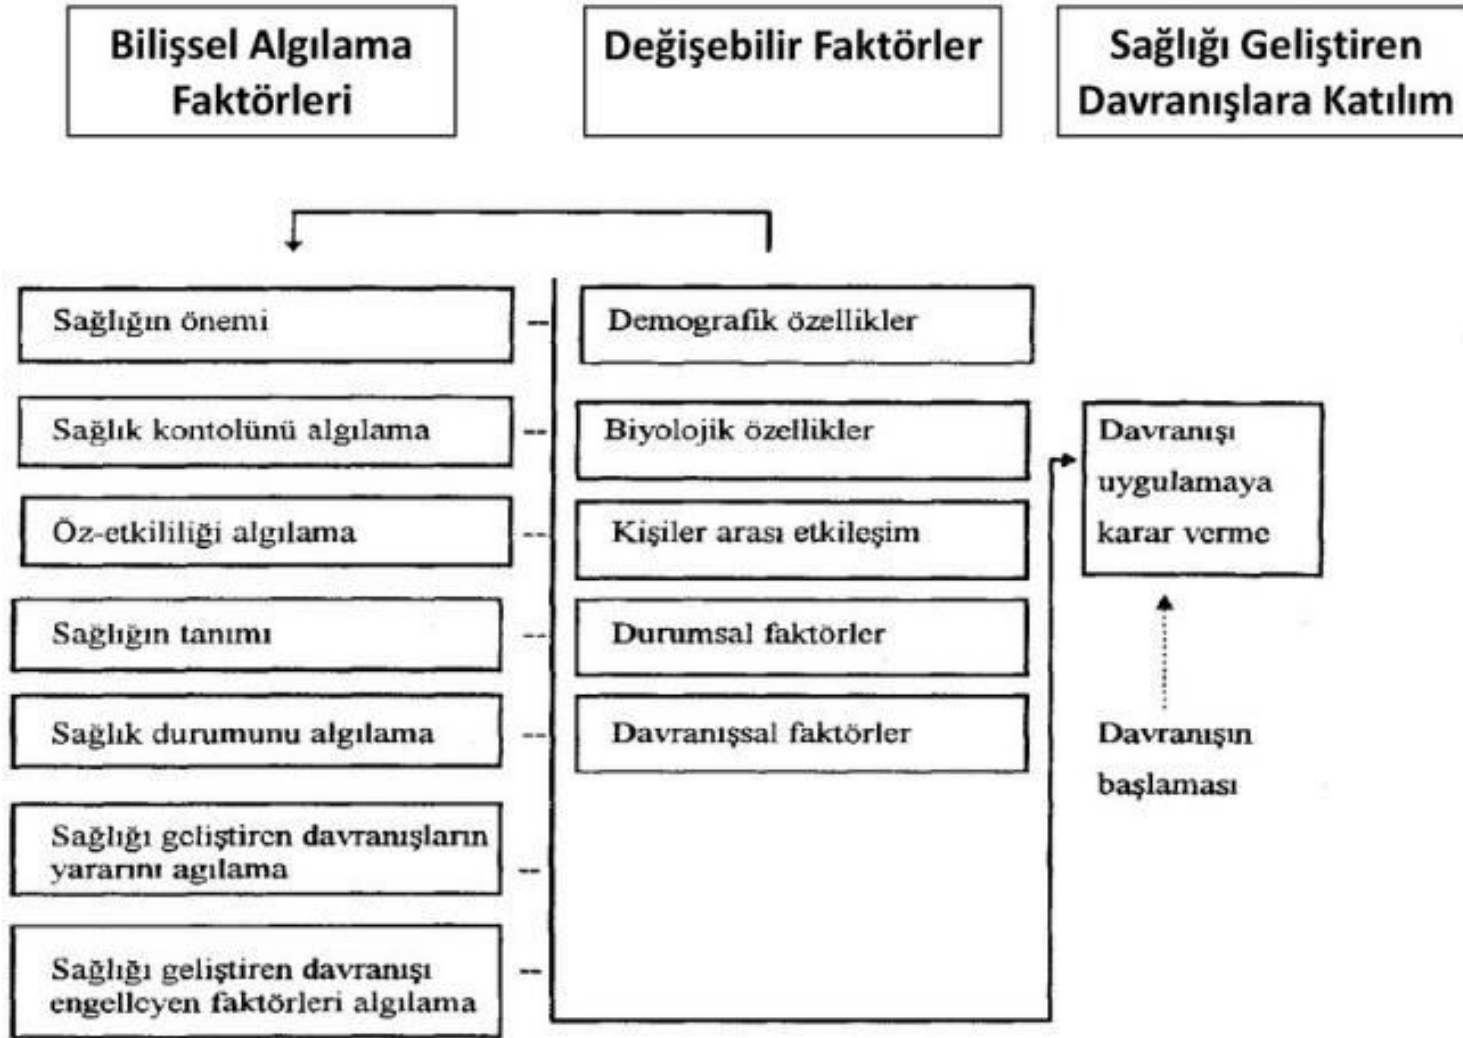 Bilişsel Algılama
Faktörleri
Değişebilir Faktörler
Sağlığı Geliştiren
Davranışlara Katılım
Sağlığın önemi
Sağlık kontolünü algılama
Öz-etkililiği algılama
Sağlığın tanımı
Sağlık durumunu algılama
Sağlığı geliştiren davranışların
yararını agılama
Sağlığı geliştiren davranışı
engelleyen faktörleri algılama
Demografik özellikler
Biyolojik özellikler
Kişiler arası etkileşim
Durumsal faktörler
Davranışsal faktörler
Davranışı
uygulamaya
karar verme
Davranışın
başlaması